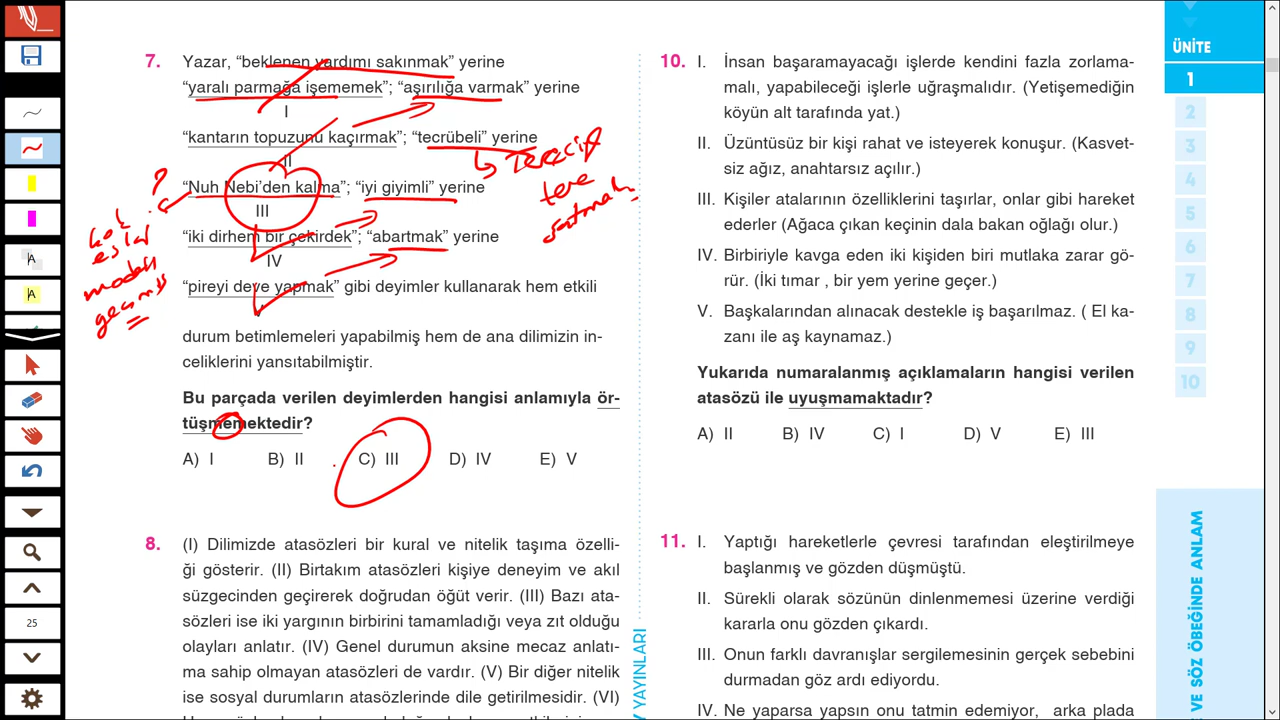 7. Yazar, “beklenen yardımı sakınmak” yerine
“yaralı parmağa işememek”; “aşırılığa varmak” yerine
I
“kantarın topuzunu kaçırmak”; “tecrübeli” yerine
II
“Nuh Nebi’den kalma”; “iyi giyimli” yerine
III
“iki dirhem bir çekirdek”; “abartmak” yerine
IV
“pireyi deve yapmak” gibi deyimler kullanarak hem etkili
durum betimlemeleri yapabilmiş hem de ana dilimizin in-
celiklerini yansıtabilmiştir.
Bu parçada verilen deyimlerden hangisi anlamıyla ör-
tüşmemektedir?
A) I B) II C) III D) IV E) V
?
çok
eski
modeli
geçmiş
Tereciye
tere
satmak
8. (I) Dilimizde atasözleri bir kural ve nitelik taşıma özelli-
ği gösterir. (II) Birtakım atasözleri kişiye deneyim ve akıl
süzgecinden geçirerek doğrudan öğüt verir. (III) Bazı ata-
sözleri ise iki yargının birbirini tamamladığı veya zıt olduğu
olayları anlatır. (IV) Genel durumun aksine mecaz anlatı-
ma sahip olmayan atasözleri de vardır. (V) Bir diğer nitelik
ise sosyal durumların atasözlerinde dile getirilmesidir. (VI)
10. I. İnsan başaramayacağı işlerde kendini fazla zorlama-
malı, yapabileceği işlerle uğraşmalıdır. (Yetişemediğin
köyün alt tarafında yat.)
II. Üzüntüsüz bir kişi rahat ve isteyerek konuşur. (Kasvet-
siz ağız, anahtarsız açılır.)
III. Kişiler atalarının özelliklerini taşırlar, onlar gibi hareket
ederler (Ağaca çıkan keçinin dala bakan oğlağı olur.)
IV. Birbiriyle kavga eden iki kişiden biri mutlaka zarar gö-
rür. (İki tımar , bir yem yerine geçer.)
V. Başkalarından alınacak destekle iş başarılmaz. ( El ka-
zanı ile aş kaynamaz.)
Yukarıda numaralanmış açıklamaların hangisi verilen
atasözü ile uyuşmamaktadır?
A) II B) IV C) I D) V E) III
11. I. Yaptığı hareketlerle çevresi tarafından eleştirilmeye
başlanmış ve gözden düşmüştü.
II. Sürekli olarak sözünün dinlenmemesi üzerine verdiği
kararla onu gözden çıkardı.
III. Onun farklı davranışlar sergilemesinin gerçek sebebini
durmadan göz ardı ediyordu.
IV. Ne yaparsa yapsın onu tatmin edemiyor, arka plada
ÜNİTE
1
2
3
4
5
6
7
8
9
10
VE SÖZ ÖBEĞİNDE ANLAM
YAYINLARI
A
A
25